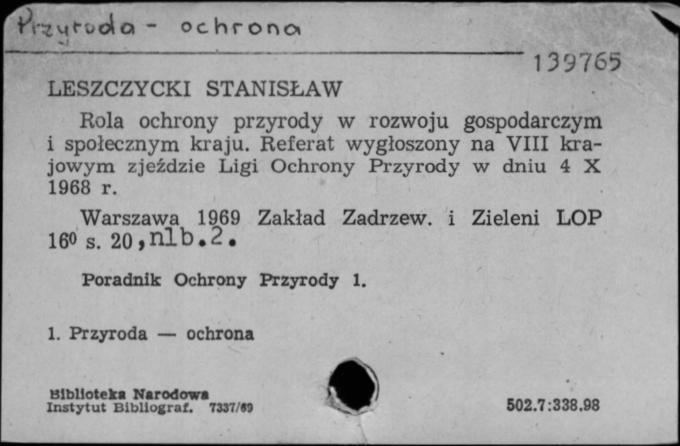 Przyroda - ochrona
139765
LESZCZYCKI STANISŁAW
Rola ochrony przyrody w rozwoju gospodarczym
i społecznym kraju. Referat wygłoszony na VIII kra-
jowym zjeździe Ligi Ochrony Przyrody w dniu 4 X
1968 r.
Warszawa 1969 Zakład Zadrzew. i Zieleni LOP
16⁰ s. 20, nlb. 2.
Poradnik Ochrony Przyrody 1.
1. Przyroda — ochrona
Biblioteka Narodowa
Instytut Bibliograf. 7337/69
502.7:338.98